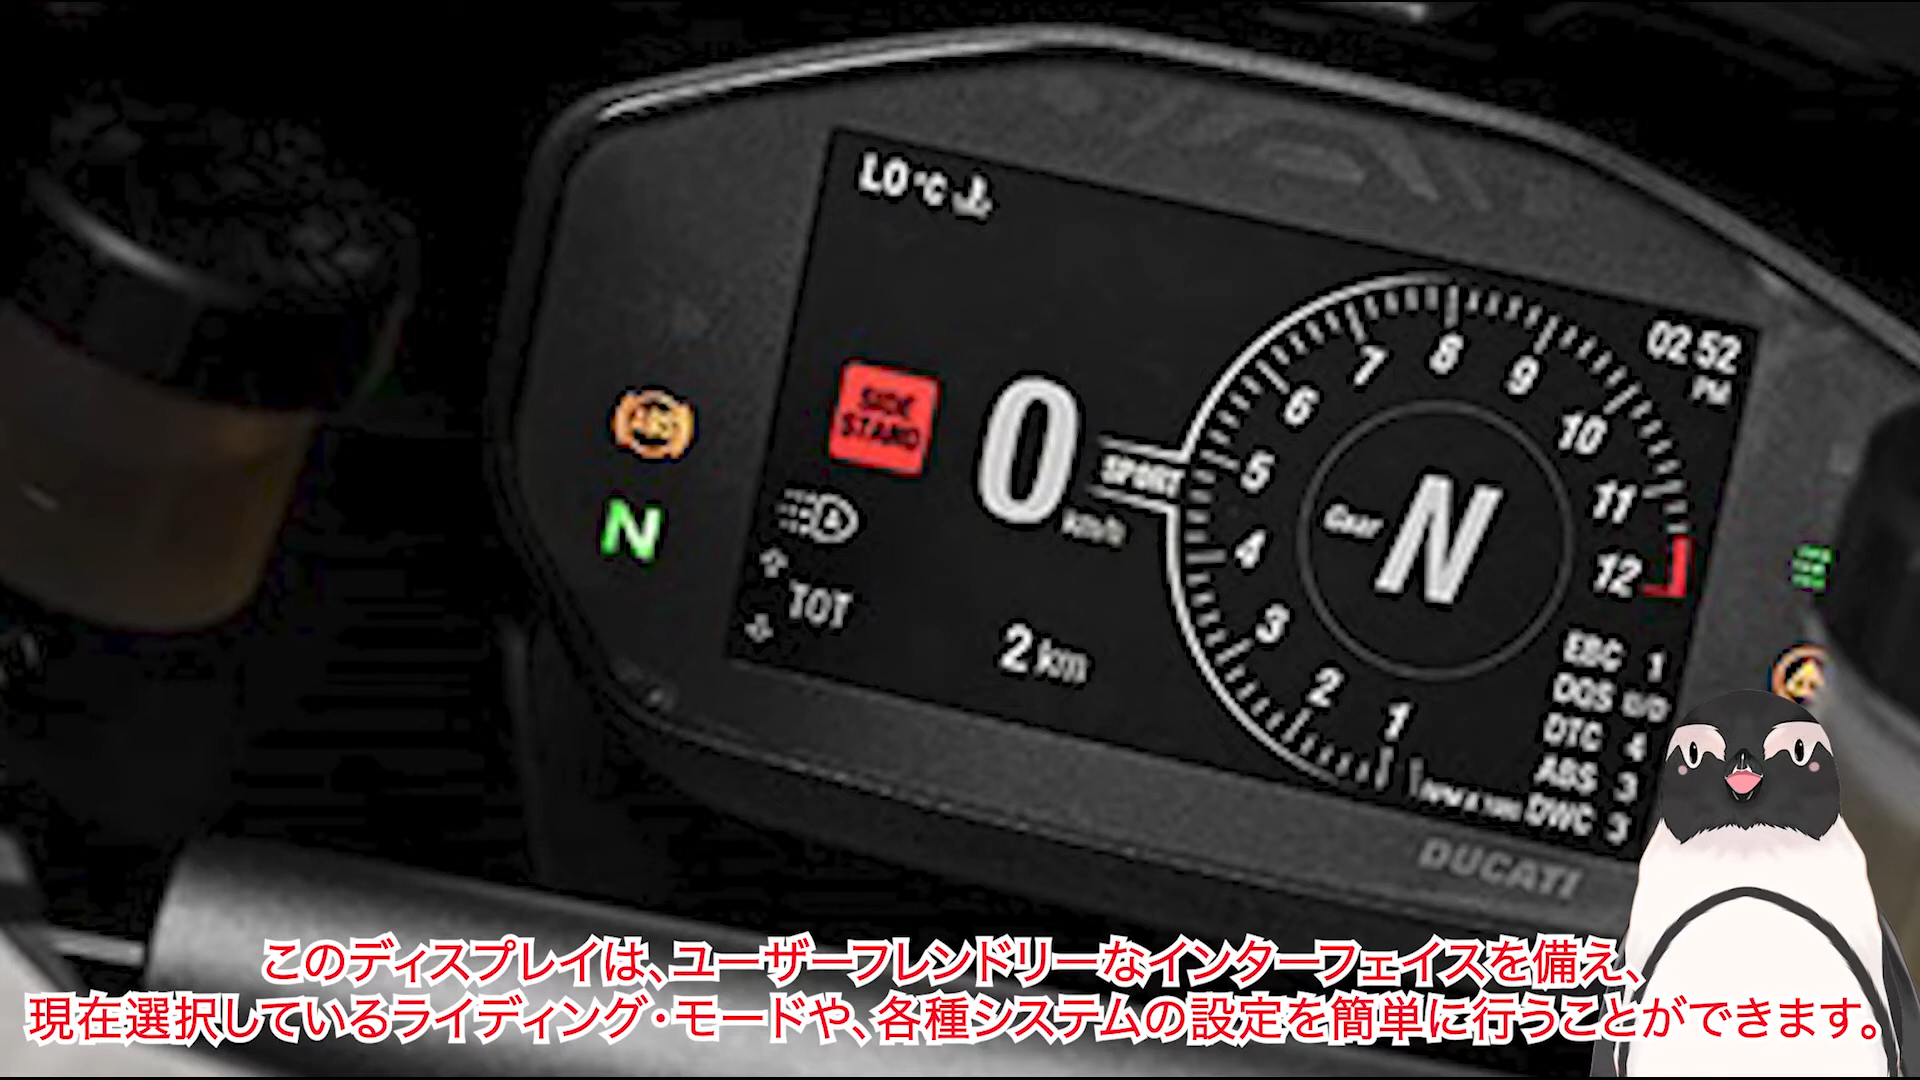 LO °C
02 52
PM
7 8 9
6 10
5 11
4 12
3
2
1
SIDE
STAND
ABS
0
km/h
SPORT
Gear
N
N
TOT
2 km
EBC 1
DQS
DTC 4
ABS 3
DWC 3
DUCATI
このディスプレイは、ユーザーフレンドリーなインターフェイスを備え、
現在選択しているライディング・モードや、各種システムの設定を簡単に行うことができます。